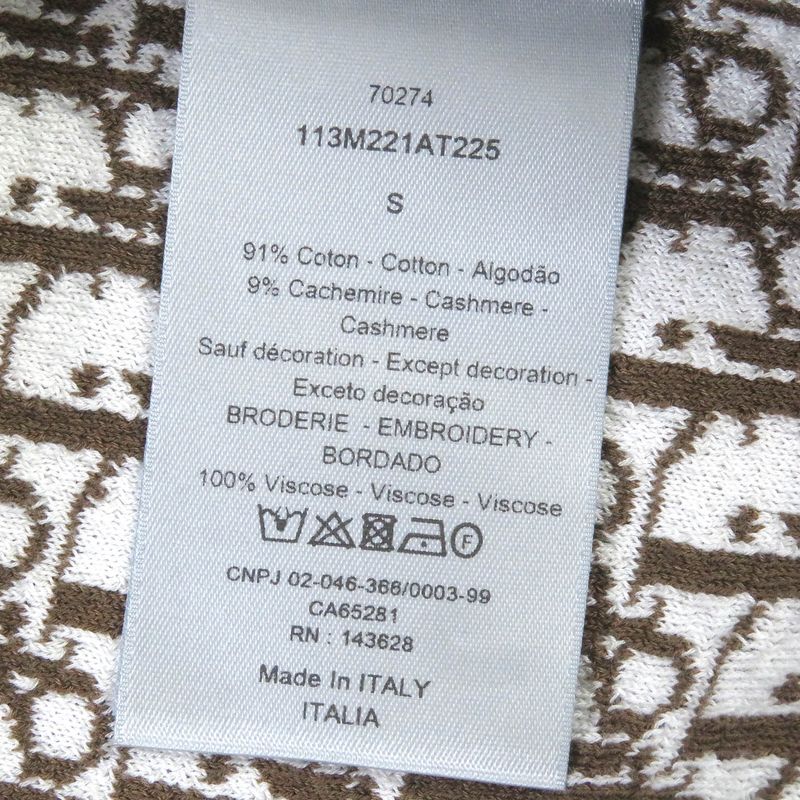 70274
113M221AT225
S
91% Coton - Cotton - Algodão
9% Cachemire - Cashmere -
Cashmere
Sauf décoration - Except decoration -
Exceto decoração
BRODERIE - EMBROIDERY -
BORDADO
100% Viscose - Viscose - Viscose
F
CNPJ 02-046-366/0003-99
CA65281
RN : 143628
Made In ITALY
ITALIA